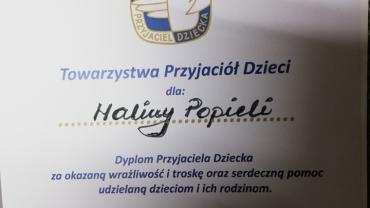 PRZYJACIEL DZIECKA
Towarzystwa Przyjaciół Dzieci
dla:
Haliny Popieli
Dyplom Przyjaciela Dziecka
za okazaną wrażliwość i troskę oraz serdeczną pomoc
udzielaną dzieciom i ich rodzinom.